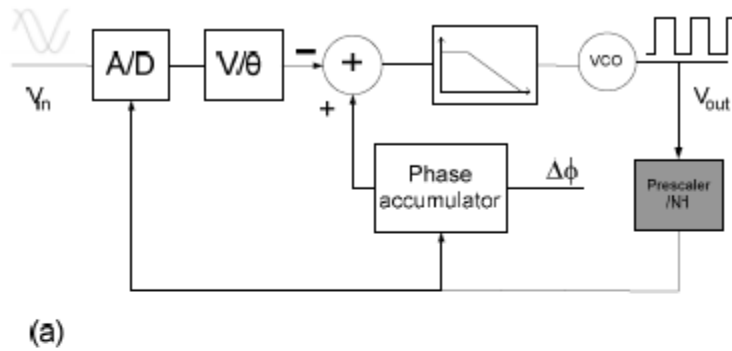 A/D
V/θ
−
+
+
VCO
Vin
Vout
Phase
accumulator
Δϕ
Prescaler
/N1
(a)